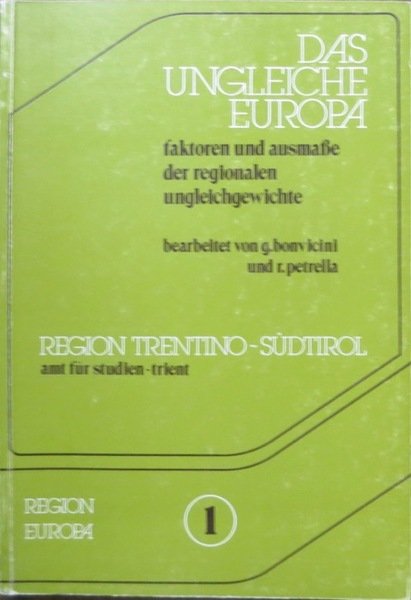 DAS
UNGLEICHE
EUROPA
faktoren und ausmaße
der regionalen
ungleichgewichte
bearbeitet von g.bonvicini
und r.petrella
REGION TRENTINO-SÜDTIROL
amt für studien-trient
REGION
EUROPA
1